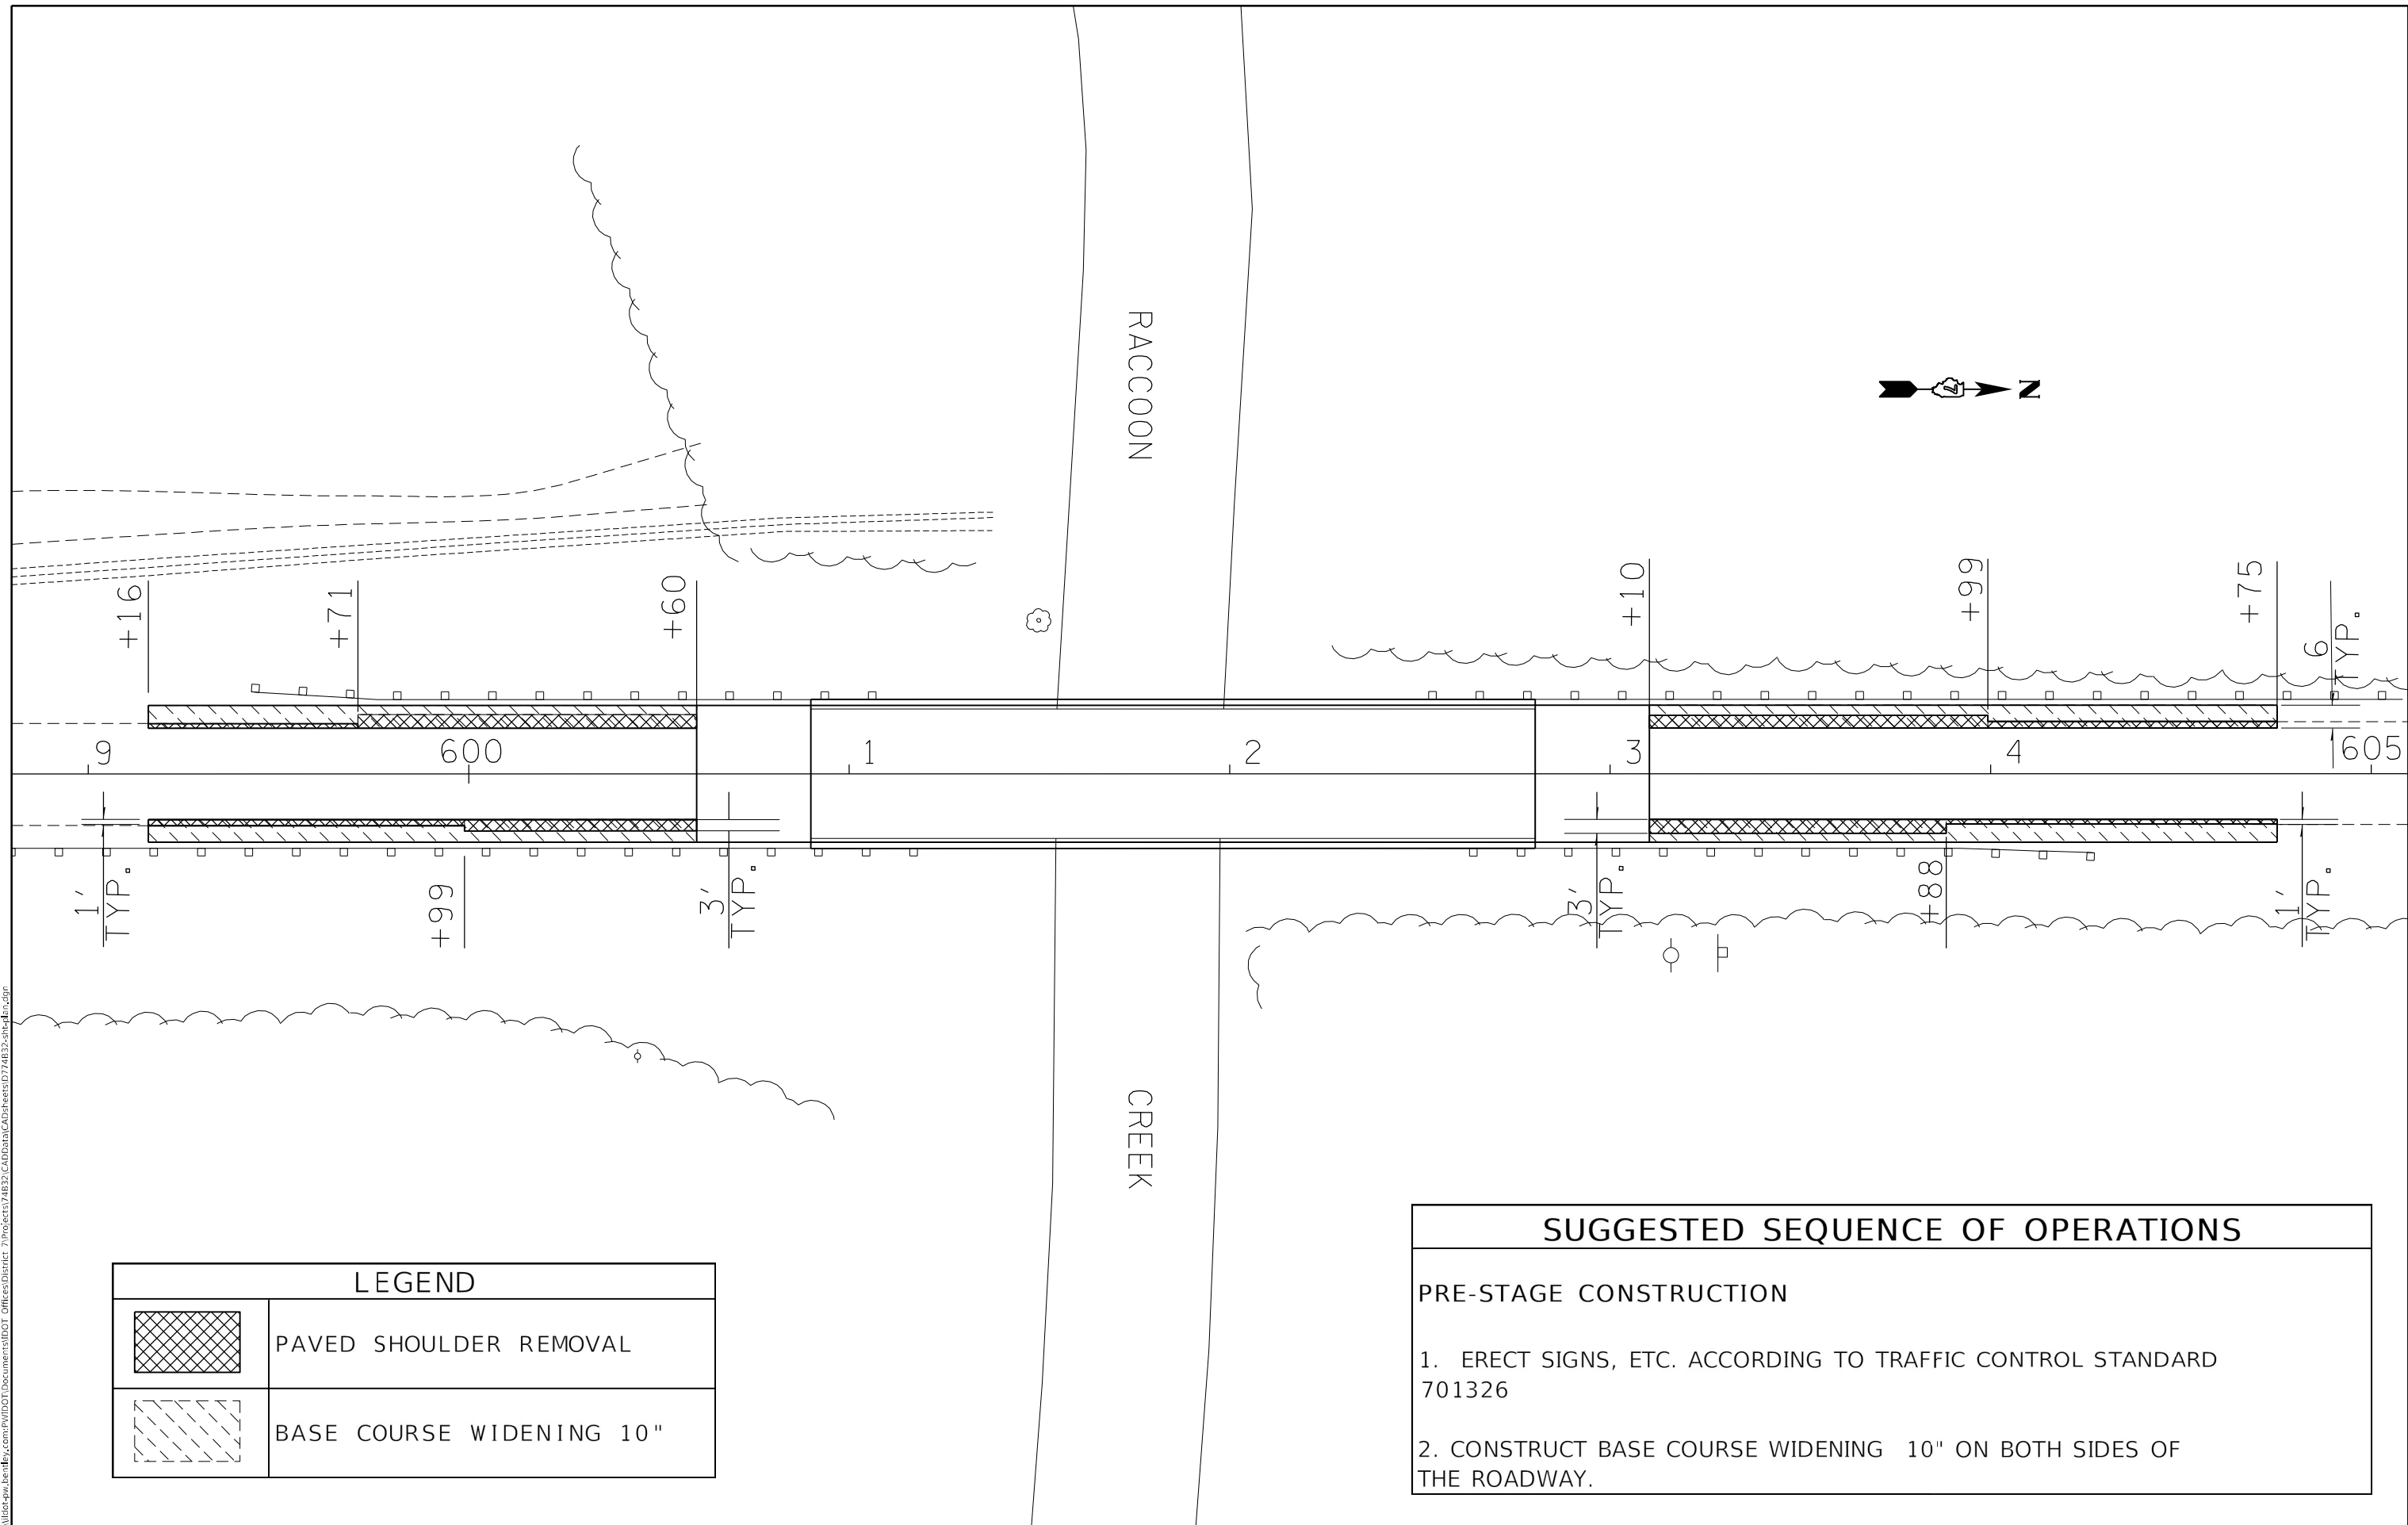 RACCOON
N
+16
+71
+60
+10
+99
+75
6
TYP.
9
600
1
2
3
4
605
1'
TYP.
+99
3'
TYP.
3'
TYP.
+88
1'
TYP.
CREEK
LEGEND
PAVED SHOULDER REMOVAL
BASE COURSE WIDENING 10"
SUGGESTED SEQUENCE OF OPERATIONS
PRE-STAGE CONSTRUCTION
1. ERECT SIGNS, ETC. ACCORDING TO TRAFFIC CONTROL STANDARD
701326
2. CONSTRUCT BASE COURSE WIDENING 10" ON BOTH SIDES OF
THE ROADWAY.